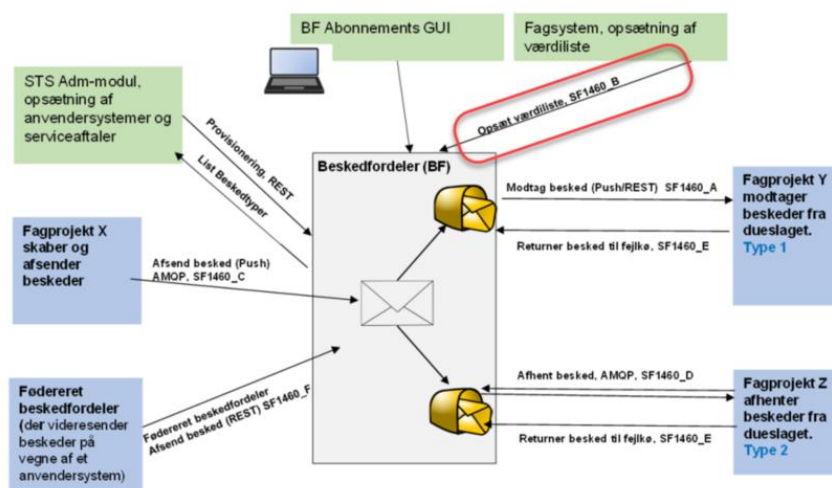 BF Abonnements GUI
Fagsystem, opsætning af
værdiliste
STS Adm-modul,
opsætning af
anvendersystemer og
serviceaftaler
Opsæt værdiliste, SF1460_B
Provisionering, REST
List Beskedtyper
Beskedfordeler (BF)
Modtag besked (Push/REST) SF1460_A
Fagprojekt Y
modtager
beskeder fra
dueslaget.
Type 1
Returner besked til fejlkø, SF1460_E
Fagprojekt X
skaber og
afsender
beskeder
Afsend besked (Push)
AMQP, SF1460_C
Afhent besked, AMQP, SF1460_D
Fagprojekt Z
afhenter
beskeder fra
dueslaget.
Type 2
Returner besked til fejlkø, SF1460_E
Fødereret
beskedfordeler
(der videresender
beskeder på
vegne af et
anvendersystem)
Fødereret beskedfordeler
Afsend besked (REST) SF1460_F